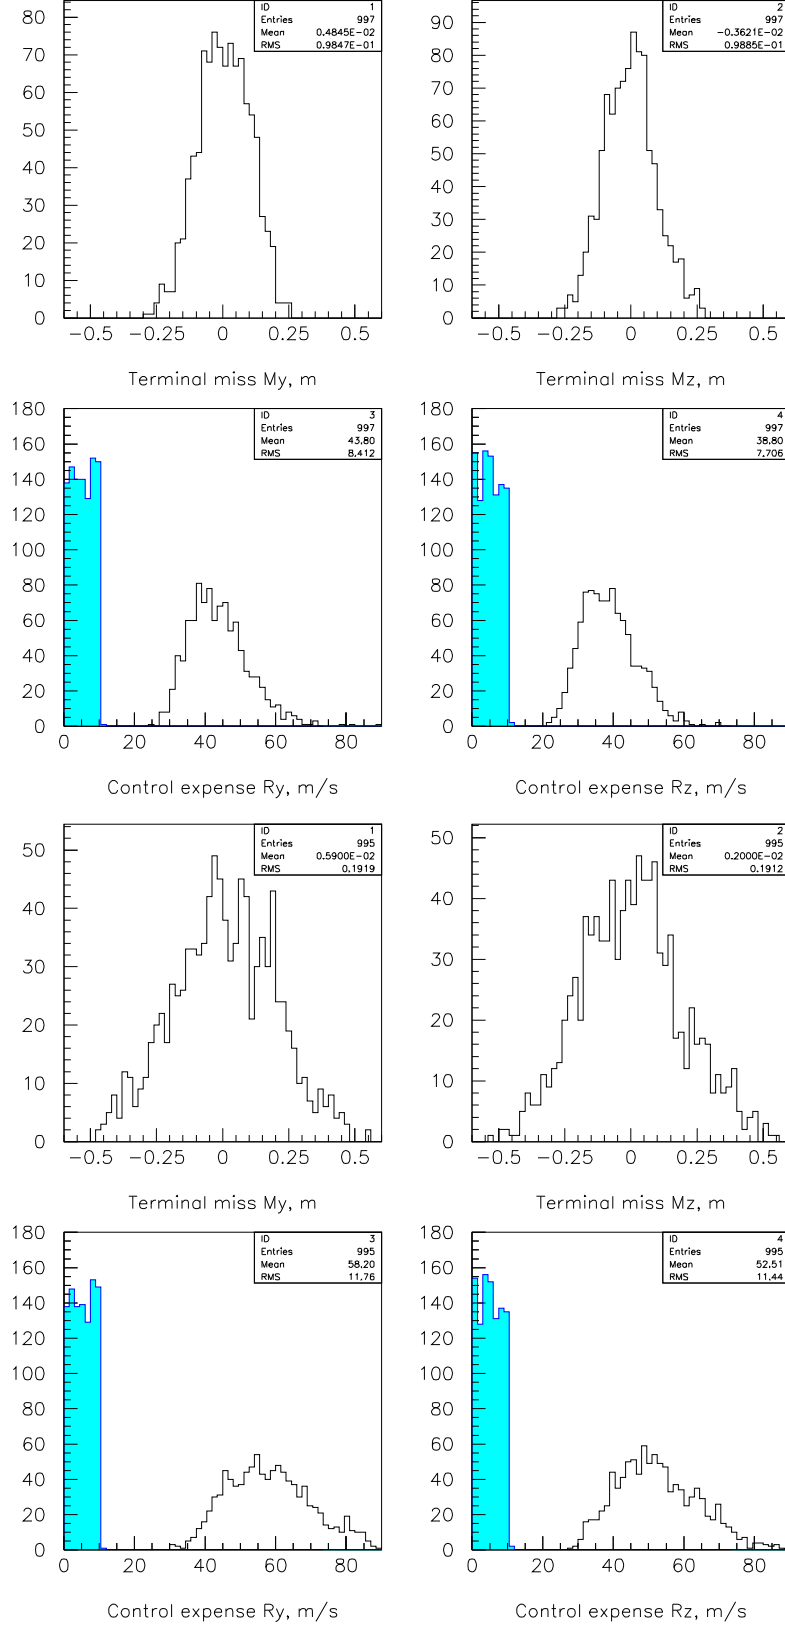 ID 1
Entries 997
Mean 0.4845E-02
RMS 0.9847E-01
80
70
60
50
40
30
20
10
0
-0.5 -0.25 0 0.25 0.5
Terminal miss My, m
ID 2
Entries 997
Mean -0.3621E-02
RMS 0.9885E-01
90
80
70
60
50
40
30
20
10
0
-0.5 -0.25 0 0.25 0.5
Terminal miss Mz, m
ID 3
Entries 997
Mean 43.80
RMS 8.412
180
160
140
120
100
80
60
40
20
0
0 20 40 60 80
Control expense Ry, m/s
ID 4
Entries 997
Mean 38.80
RMS 7.706
180
160
140
120
100
80
60
40
20
0
0 20 40 60 80
Control expense Rz, m/s
ID 1
Entries 995
Mean 0.5900E-02
RMS 0.1919
50
40
30
20
10
0
-0.5 -0.25 0 0.25 0.5
Terminal miss My, m
ID 2
Entries 995
Mean 0.2000E-02
RMS 0.1912
50
40
30
20
10
0
-0.5 -0.25 0 0.25 0.5
Terminal miss Mz, m
ID 3
Entries 995
Mean 58.20
RMS 11.76
180
160
140
120
100
80
60
40
20
0
0 20 40 60 80
Control expense Ry, m/s
ID 4
Entries 995
Mean 52.51
RMS 11.44
180
160
140
120
100
80
60
40
20
0
0 20 40 60 80
Control expense Rz, m/s